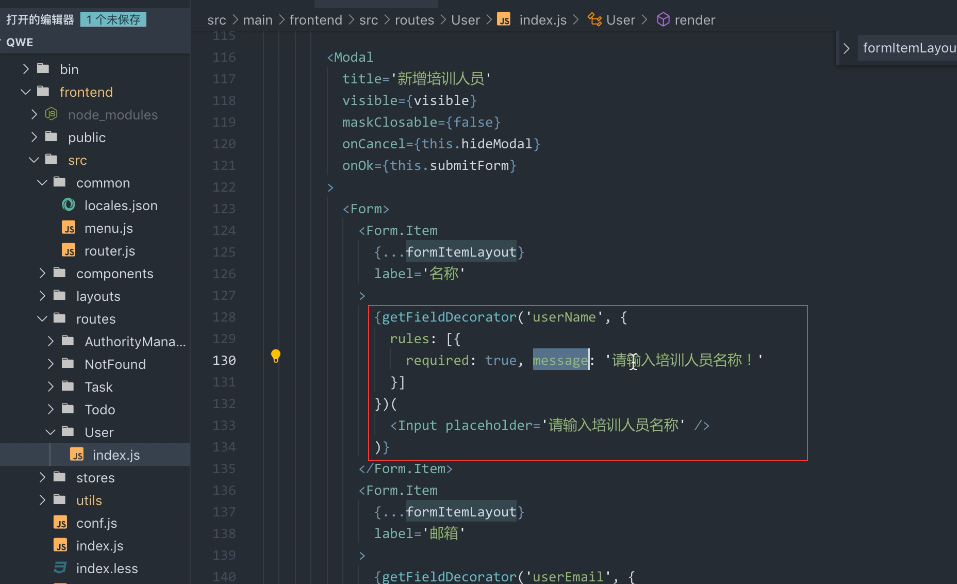 打开的编辑器 1 个未保存
QWE
bin
frontend
node_modules
public
src
common
locales.json
menu.js
router.js
components
layouts
routes
AuthorityMana...
NotFound
Task
Todo
User
index.js
stores
utils
conf.js
index.js
index.less
src > main > frontend > src > routes > User > JS index.js > User > render
formItemLayou
115
116 <Modal
117 title='新增培训人员'
118 visible={visible}
119 maskClosable={false}
120 onCancel={this.hideModal}
121 onOk={this.submitForm}
122 >
123 <Form>
124 <Form.Item
125 {...formItemLayout}
126 label='名称'
127 >
128 {getFieldDecorator('userName', {
129 rules: [{
130 required: true, message: '请输入培训人员名称！'
131 }]
132 })(
133 <Input placeholder='请输入培训人员名称' />
134 )}
135 </Form.Item>
136 <Form.Item
137 {...formItemLayout}
138 label='邮箱'
139 >
140 {getFieldDecorator('userEmail', {